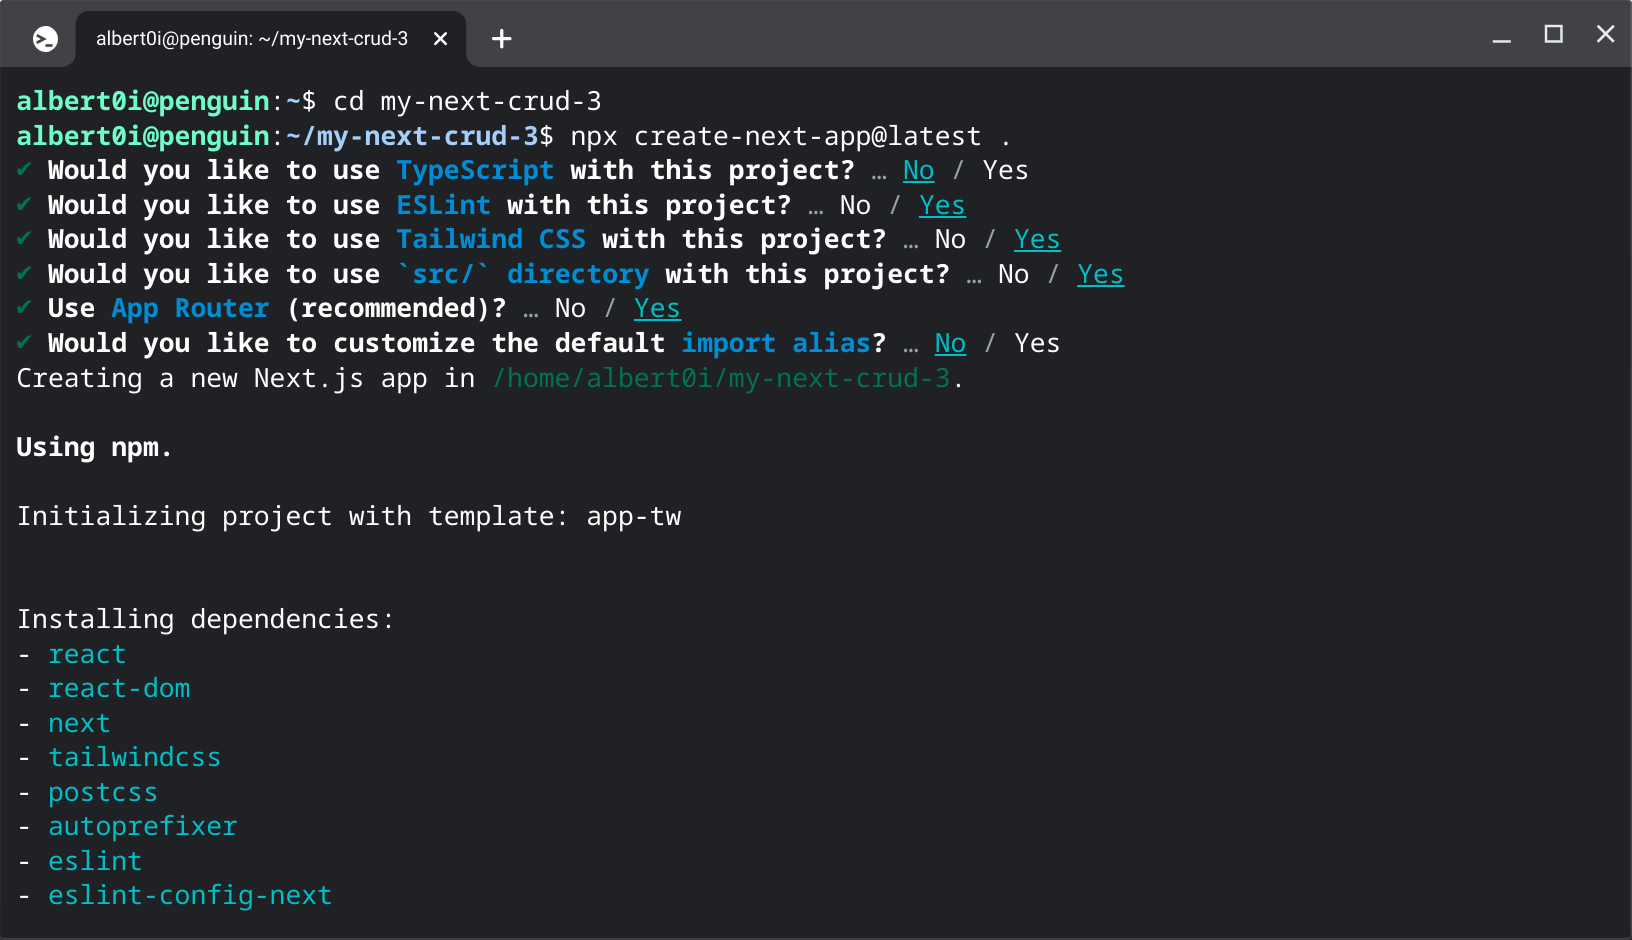 albert0i@penguin: ~/my-next-crud-3
albert0i@penguin:~$ cd my-next-crud-3
albert0i@penguin:~/my-next-crud-3$ npx create-next-app@latest .
✔ Would you like to use TypeScript with this project? … No / Yes
✔ Would you like to use ESLint with this project? … No / Yes
✔ Would you like to use Tailwind CSS with this project? … No / Yes
✔ Would you like to use `src/` directory with this project? … No / Yes
✔ Use App Router (recommended)? … No / Yes
✔ Would you like to customize the default import alias? … No / Yes
Creating a new Next.js app in /home/albert0i/my-next-crud-3.
Using npm.
Initializing project with template: app-tw
Installing dependencies:
- react
- react-dom
- next
- tailwindcss
- postcss
- autoprefixer
- eslint
- eslint-config-next